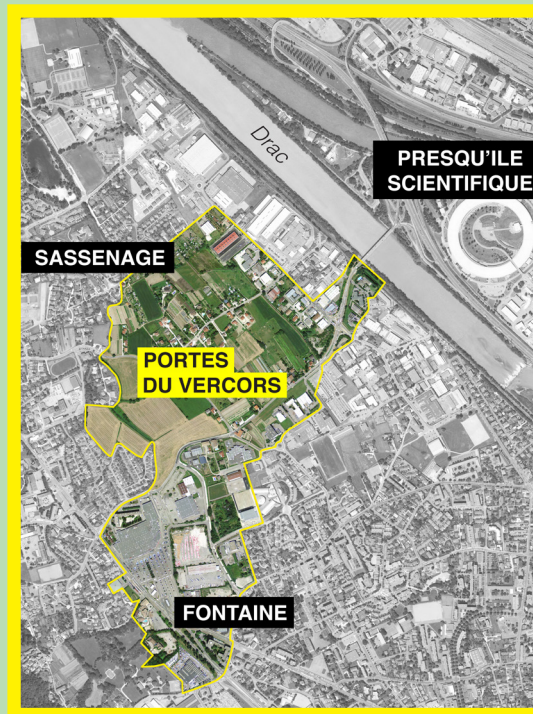 Drac
PRESQU'ILE
SCIENTIFIQUE
SASSENAGE
PORTES
DU VERCORS
FONTAINE